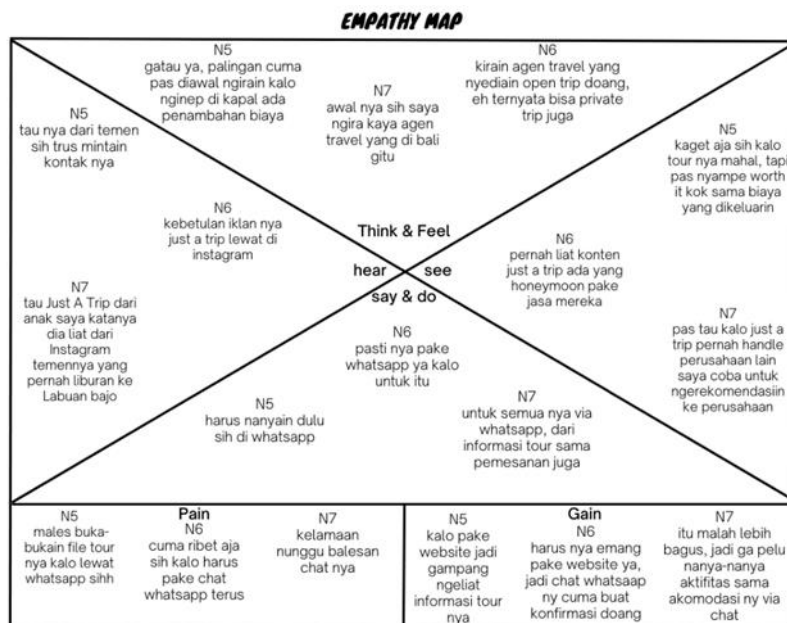 EMPATHY MAP
N5
gatau ya, palingan cuma
pas diawal ngirain kalo
nginep di kapal ada
penambahan biaya
N7
awal nya sih saya
ngira kaya agen
travel yang di bali
gitu
N6
kirain agen travel yang
nyediain open trip doang,
eh ternyata bisa private
trip juga
Think & Feel
N5
tau nya dari temen
sih trus mintain
kontak nya
N6
kebetulan iklan nya
just a trip lewat di
instagram
N7
tau Just A Trip dari
anak saya katanya
dia liat dari
Instagram
temennya yang
pernah liburan ke
Labuan bajo
hear
see
N5
kaget aja sih kalo
tour nya mahal, tapi
pas nyampe worth
it kok sama biaya
yang dikeluarin
N6
pernah liat konten
just a trip ada yang
honeymoon pake
jasa mereka
N7
pas tau kalo just a
trip pernah handle
perusahaan lain
saya coba untuk
ngerekomendasiin
ke perusahaan
say & do
N6
pasti nya pake
whatsapp ya kalo
untuk itu
N5
harus nanyain dulu
sih di whatsapp
N7
untuk semua nya via
whatsapp, dari
informasi tour sama
pemesanan juga
Pain
N5
males buka-
bukain file tour
nya kalo lewat
whatsapp sihh
N6
cuma ribet aja
sih kalo harus
pake chat
whatsapp terus
N7
kelamaan
nunggu balesan
chat nya
Gain
N5
kalo pake
website jadi
gampang
ngeliat
informasi tour
nya
N6
harus nya emang
pake website ya,
jadi chat whatsaap
ny cuma buat
konfirmasi doang
N7
itu malah lebih
bagus, jadi ga pelu
nanya-nanya
aktifitas sama
akomodasi ny via
chat